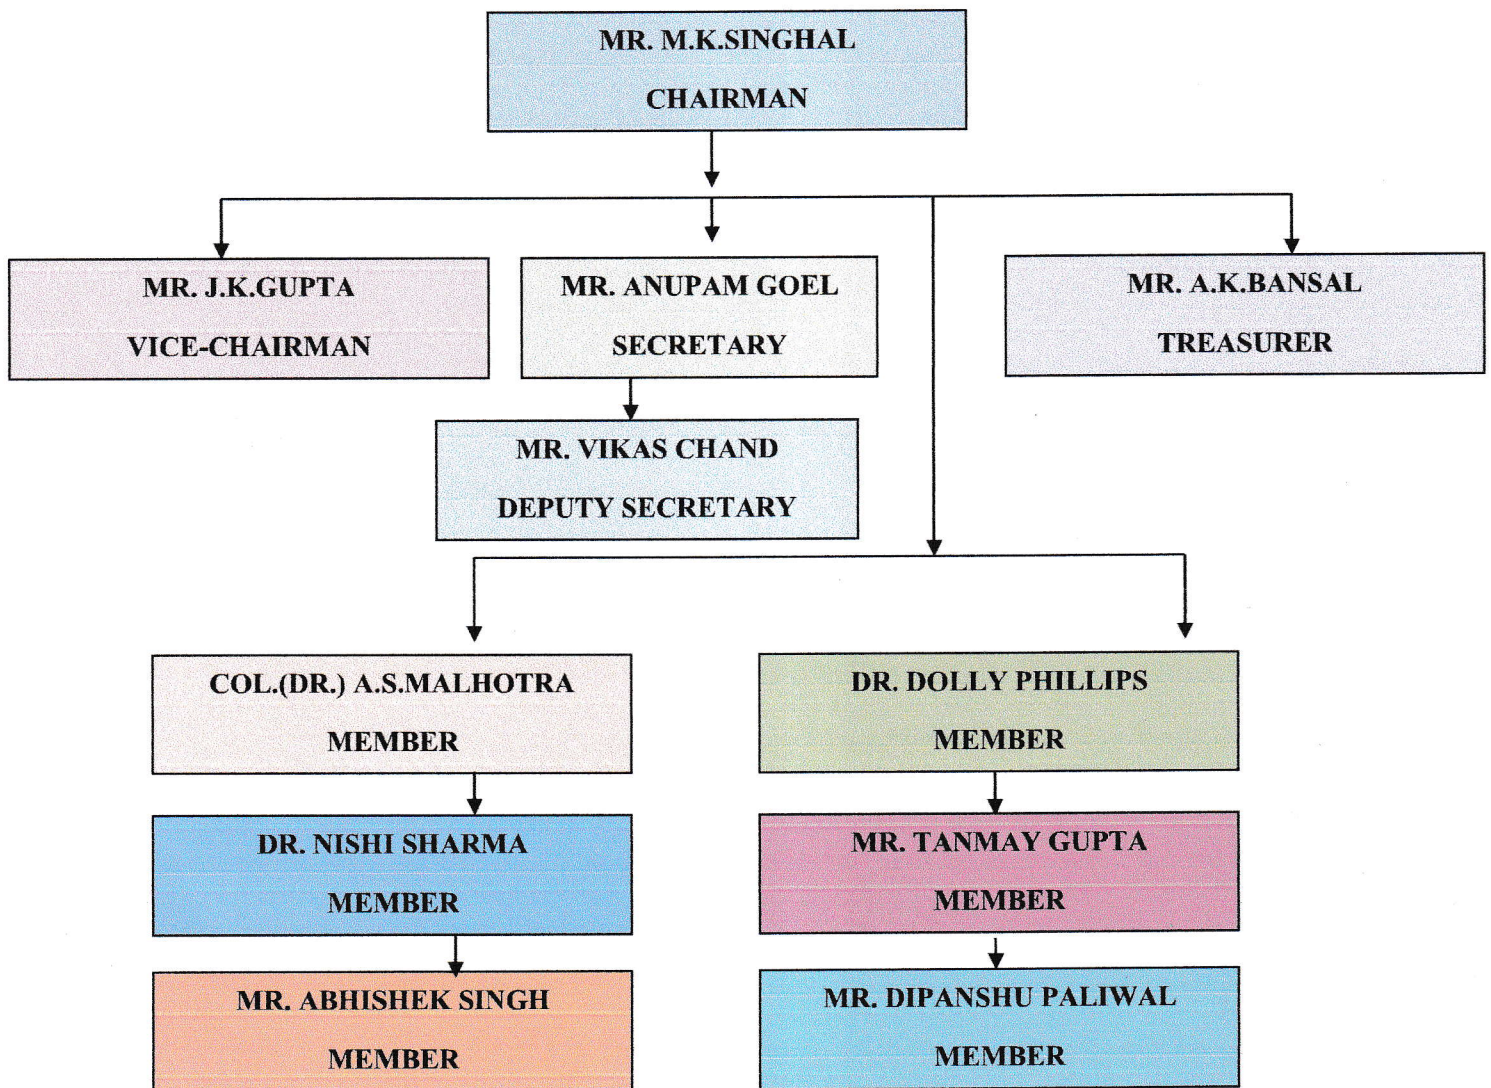 MR. M.K.SINGHAL
CHAIRMAN
MR. J.K.GUPTA
VICE-CHAIRMAN
MR. ANUPAM GOEL
SECRETARY
MR. A.K.BANSAL
TREASURER
MR. VIKAS CHAND
DEPUTY SECRETARY
COL.(DR.) A.S.MALHOTRA
MEMBER
DR. DOLLY PHILLIPS
MEMBER
DR. NISHI SHARMA
MEMBER
MR. TANMAY GUPTA
MEMBER
MR. ABHISHEK SINGH
MEMBER
MR. DIPANSHU PALIWAL
MEMBER